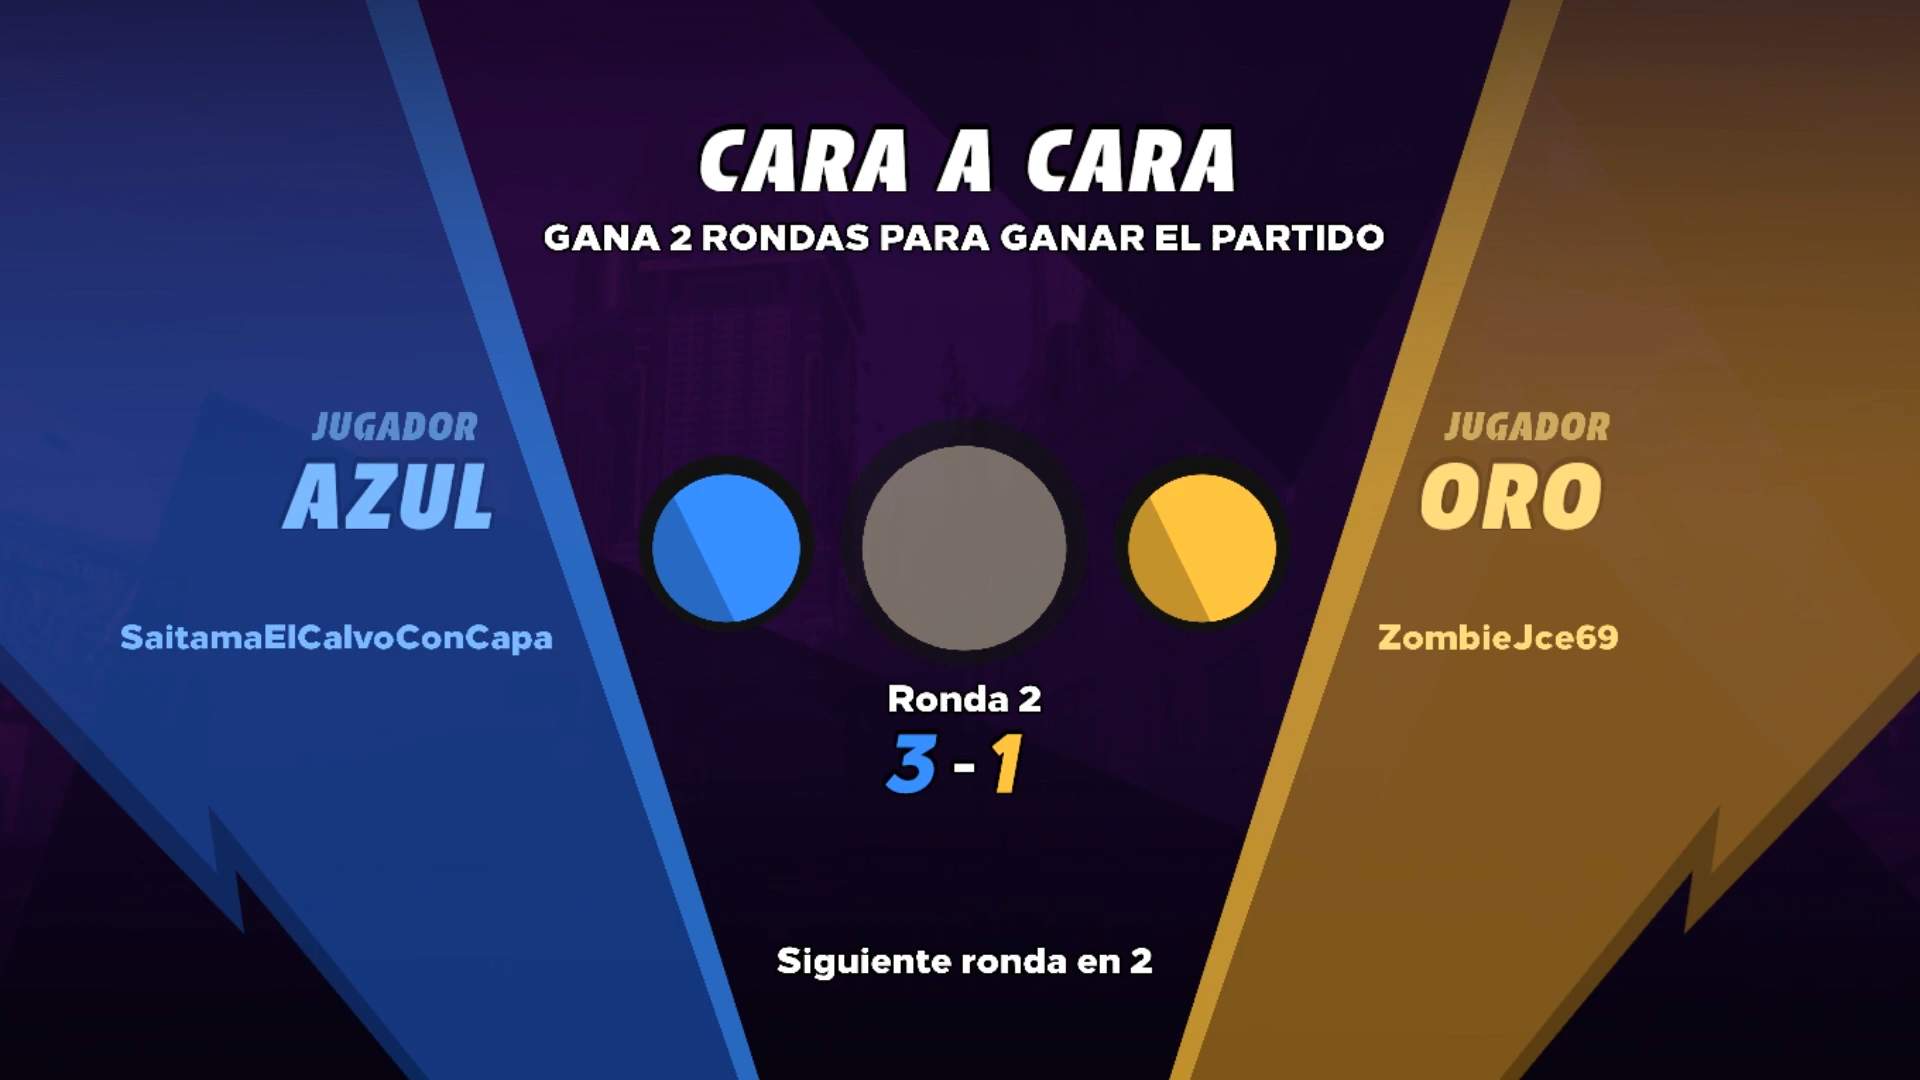 CARA A CARA
GANA 2 RONDAS PARA GANAR EL PARTIDO
JUGADOR
AZUL
SaitamaElCalvoConCapa
JUGADOR
ORO
ZombieJce69
Ronda 2
3 - 1
Siguiente ronda en 2